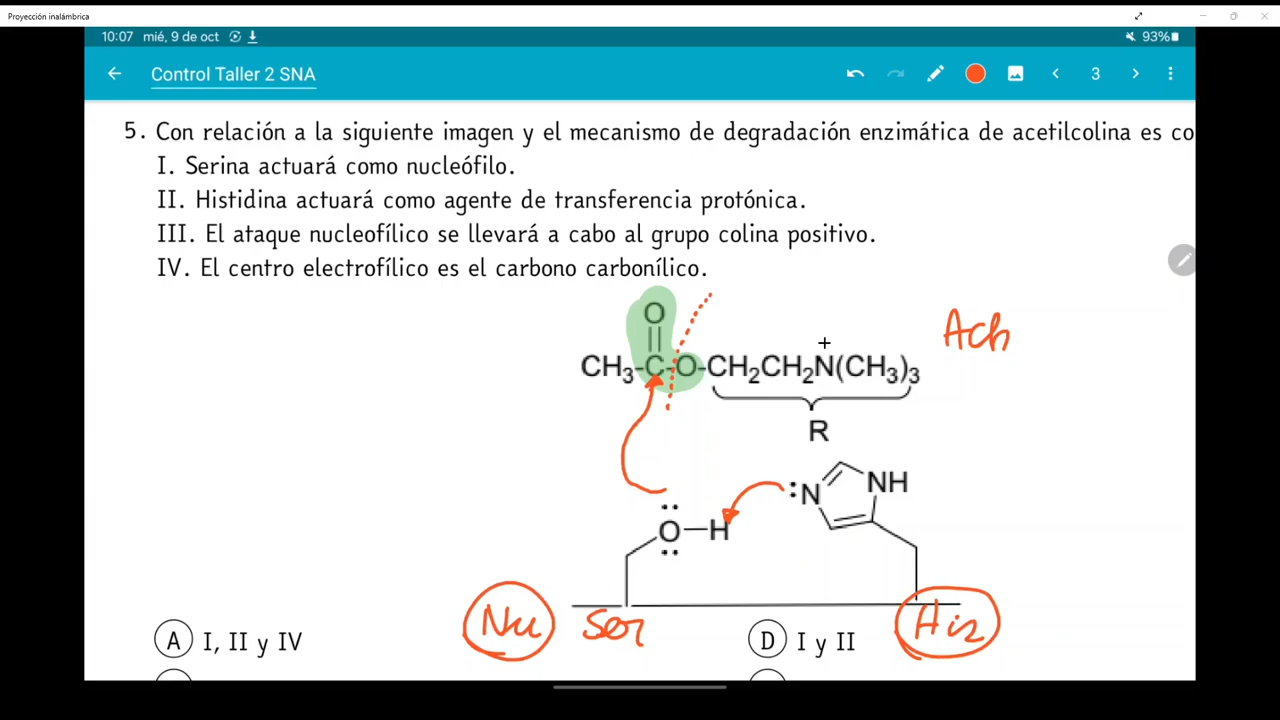 Proyección inalámbrica
10:07 mié, 9 de oct 93%
Control Taller 2 SNA 3
5. Con relación a la siguiente imagen y el mecanismo de degradación enzimática de acetilcolina es co
I. Serina actuará como nucleófilo.
II. Histidina actuará como agente de transferencia protónica.
III. El ataque nucleofílico se llevará a cabo al grupo colina positivo.
IV. El centro electrofílico es el carbono carbonílico.
O
Ach
+
CH3-C-O-CH2CH2N(CH3)3
R
:N NH
O-H
Nu Ser His
A I, II y IV
D I y II